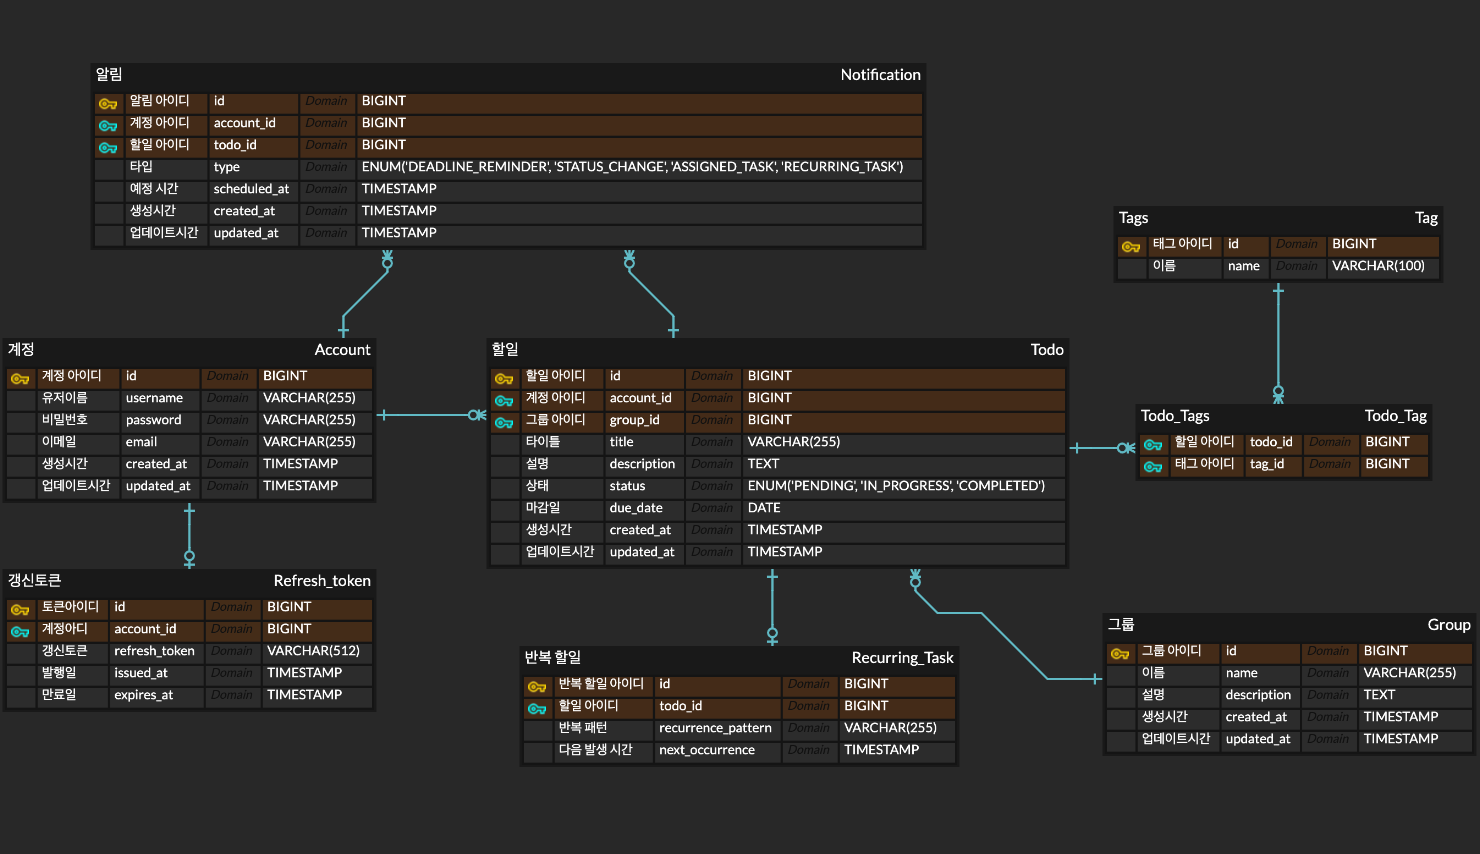 알림 Notification
알림 아이디 id Domain BIGINT
계정 아이디 account_id Domain BIGINT
할일 아이디 todo_id Domain BIGINT
타입 type Domain ENUM('DEADLINE_REMINDER', 'STATUS_CHANGE', 'ASSIGNED_TASK', 'RECURRING_TASK')
예정 시간 scheduled_at Domain TIMESTAMP
생성시간 created_at Domain TIMESTAMP
업데이트시간 updated_at Domain TIMESTAMP
Tags Tag
태그 아이디 id Domain BIGINT
이름 name Domain VARCHAR(100)
계정 Account
계정 아이디 id Domain BIGINT
유저이름 username Domain VARCHAR(255)
비밀번호 password Domain VARCHAR(255)
이메일 email Domain VARCHAR(255)
생성시간 created_at Domain TIMESTAMP
업데이트시간 updated_at Domain TIMESTAMP
할일 Todo
할일 아이디 id Domain BIGINT
계정 아이디 account_id Domain BIGINT
그룹 아이디 group_id Domain BIGINT
타이틀 title Domain VARCHAR(255)
설명 description Domain TEXT
상태 status Domain ENUM('PENDING', 'IN_PROGRESS', 'COMPLETED')
마감일 due_date Domain DATE
생성시간 created_at Domain TIMESTAMP
업데이트시간 updated_at Domain TIMESTAMP
Todo_Tags Todo_Tag
할일 아이디 todo_id Domain BIGINT
태그 아이디 tag_id Domain BIGINT
갱신토큰 Refresh_token
토큰아이디 id Domain BIGINT
계정아디 account_id Domain BIGINT
갱신토큰 refresh_token Domain VARCHAR(512)
발행일 issued_at Domain TIMESTAMP
만료일 expires_at Domain TIMESTAMP
반복 할일 Recurring_Task
반복 할일 아이디 id Domain BIGINT
할일 아이디 todo_id Domain BIGINT
반복 패턴 recurrence_pattern Domain VARCHAR(255)
다음 발생 시간 next_occurrence Domain TIMESTAMP
그룹 Group
그룹 아이디 id Domain BIGINT
이름 name Domain VARCHAR(255)
설명 description Domain TEXT
생성시간 created_at Domain TIMESTAMP
업데이트시간 updated_at Domain TIMESTAMP